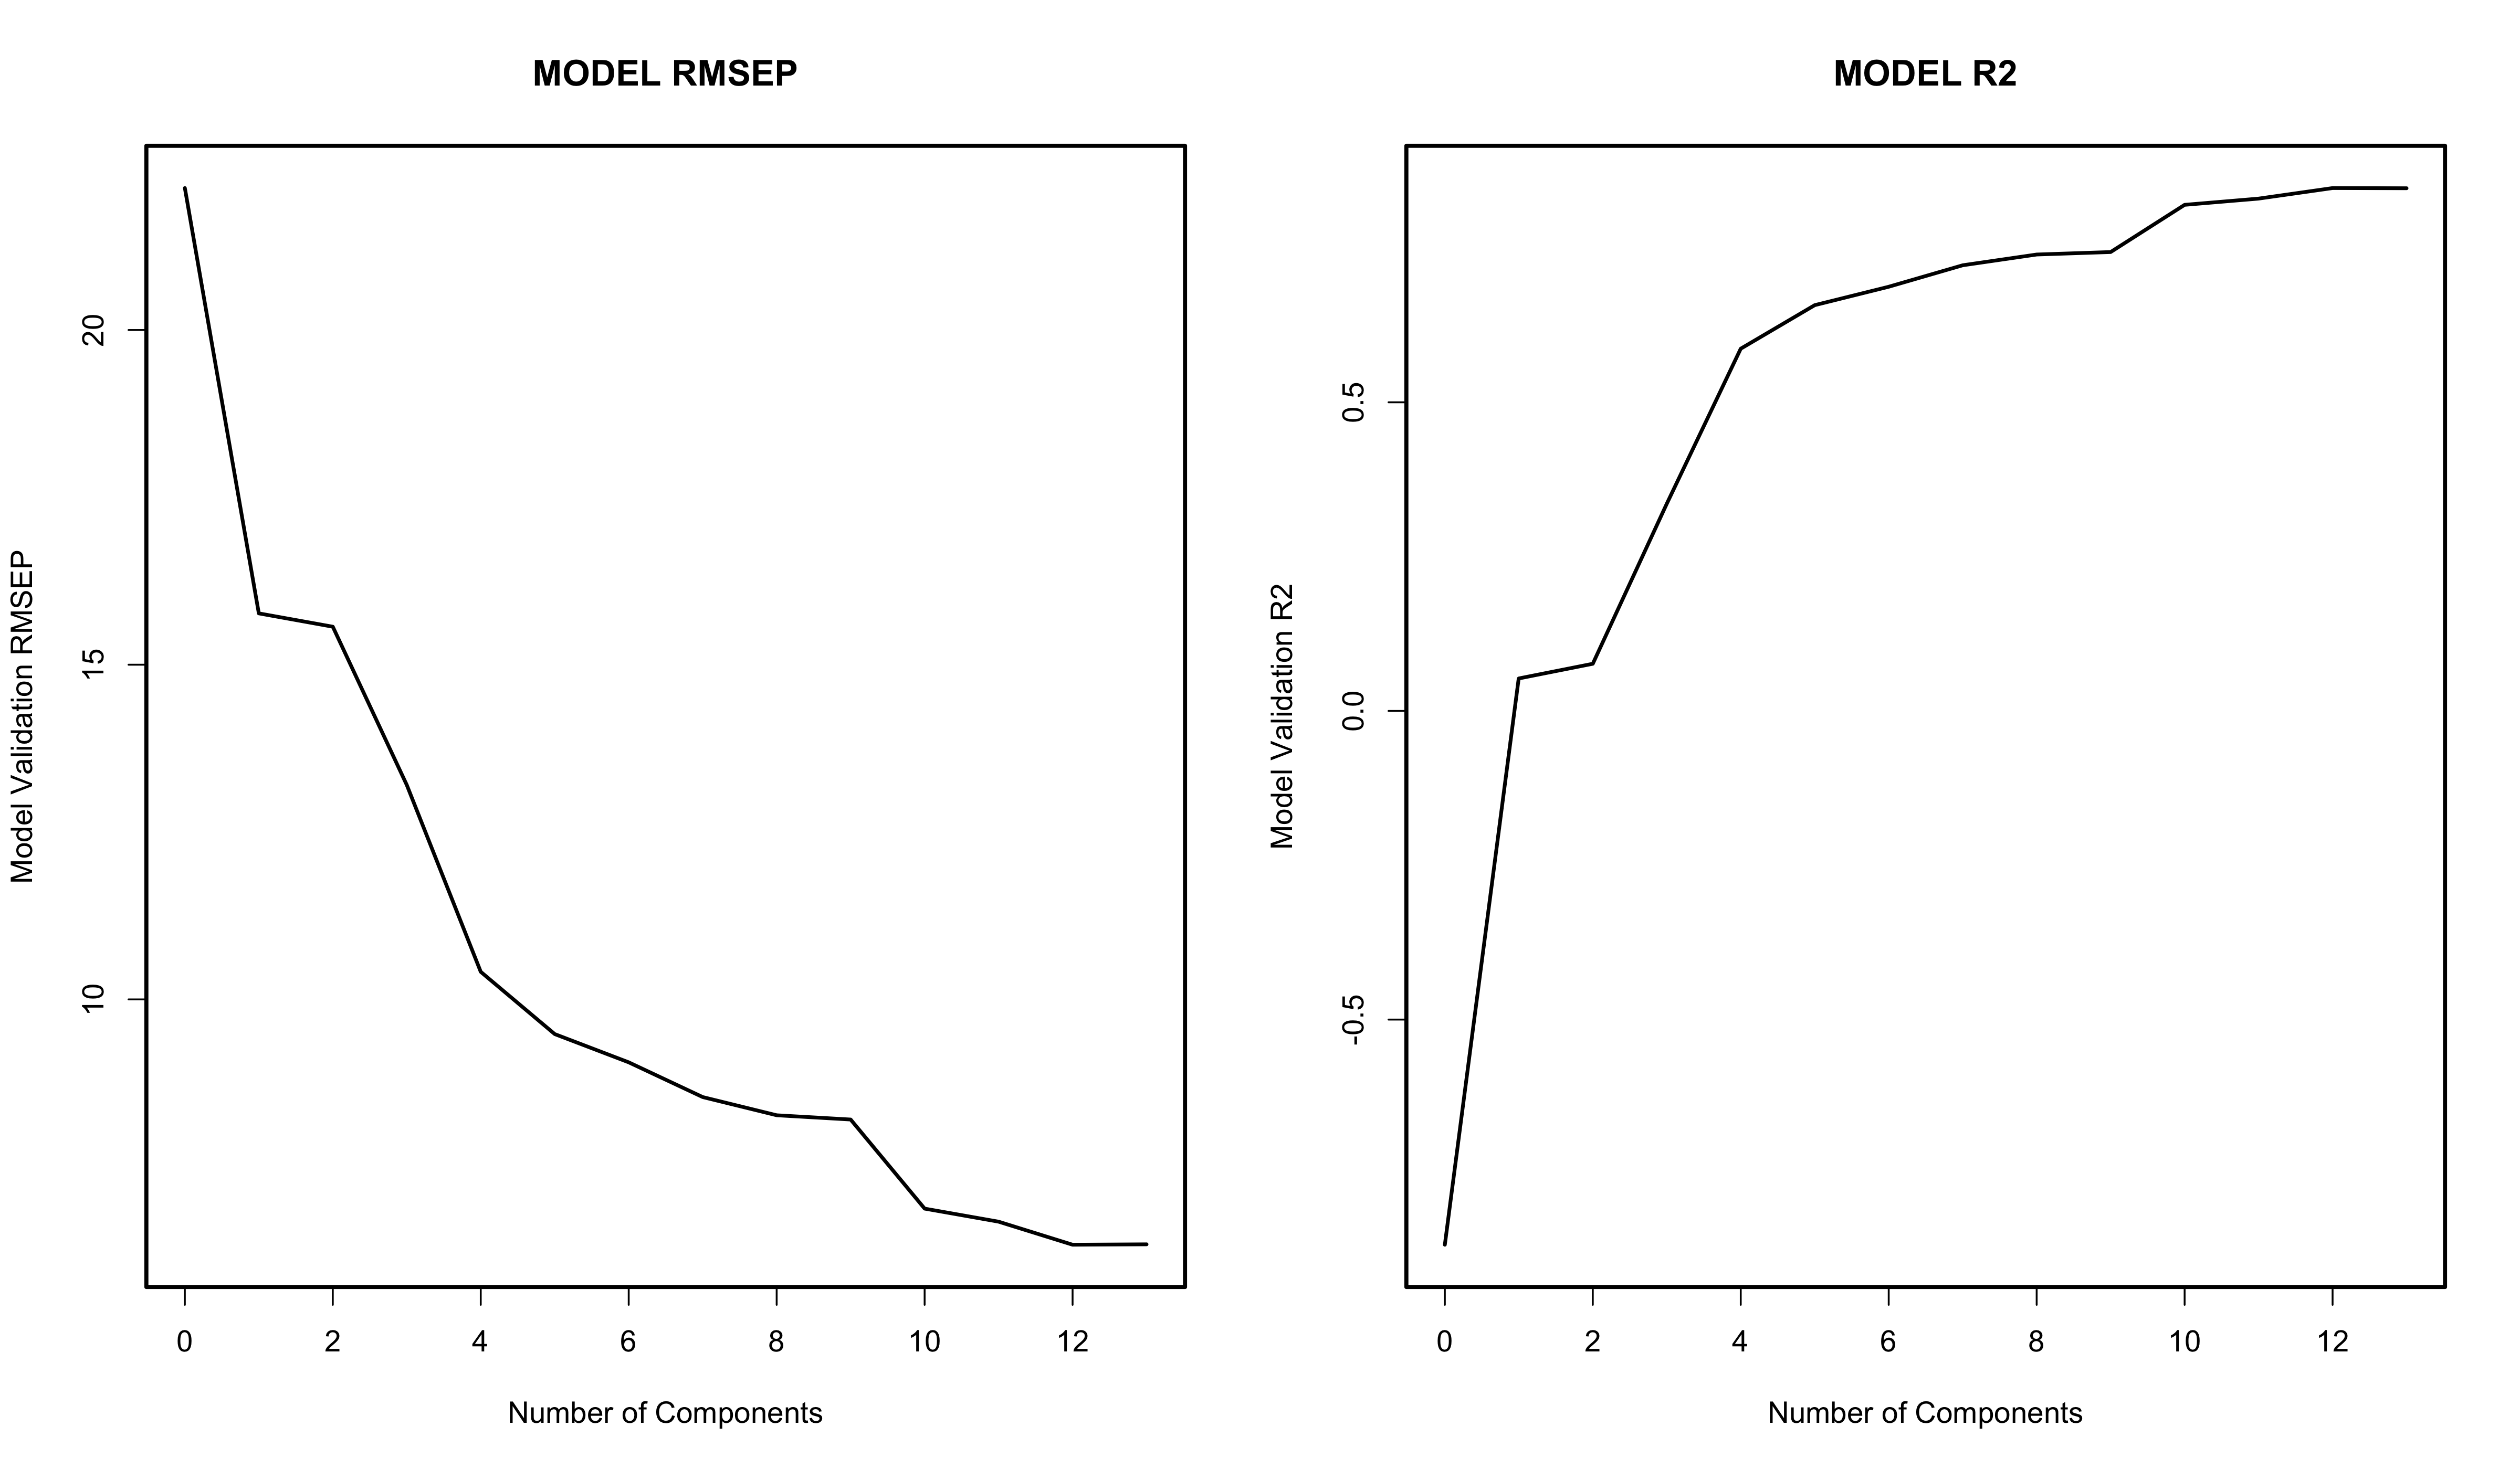 MODEL RMSEP
Model Validation RMSEP
20
15
10
0 2 4 6 8 10 12
Number of Components
MODEL R2
Model Validation R2
0.5
0.0
-0.5
0 2 4 6 8 10 12
Number of Components